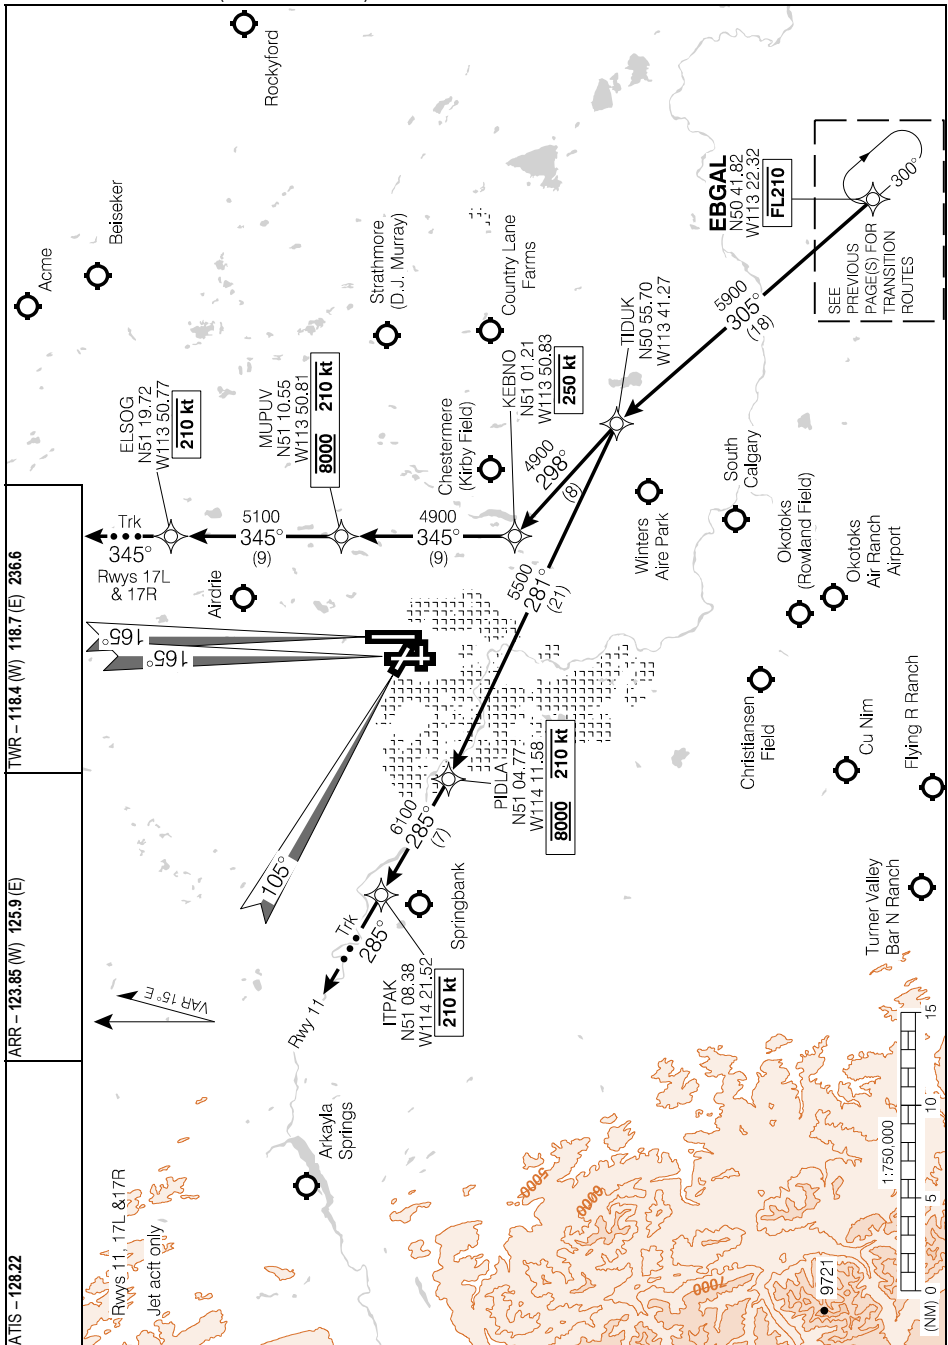 ATIS – 128.22
ARR – 123.85 (W) 125.9 (E)
TWR – 118.4 (W) 118.7 (E) 236.6
Rwys 11, 17L &17R
Jet acft only
VAR 15° E
Acme
Beiseker
Rockyford
ELSOG
N51 19.72
W113 50.77
210 kt
Trk
345°
Rwys 17L
& 17R
5100
345°
(9)
MUPUV
N51 10.55
W113 50.81
8000 210 kt
4900
345°
(9)
Strathmore
(D.J. Murray)
Airdrie
165°
165°
105°
Chestermere
(Kirby Field)
Country Lane
Farms
KEBNO
N51 01.21
W113 50.83
250 kt
4900
298°
(8)
TIDUK
N50 55.70
W113 41.27
5900
305°
(18)
EBGAL
N50 41.82
W113 22.32
FL210
300°
SEE
PREVIOUS
PAGE(S) FOR
TRANSITION
ROUTES
5500
281°
(21)
PIDLA
N51 04.77
W114 11.58
8000 210 kt
6100
285°
(7)
ITPAK
N51 08.38
W114 21.52
210 kt
Trk
285°
Rwy 11
Springbank
Arkayla
Springs
Winters
Aire Park
South
Calgary
Okotoks
(Rowland Field)
Okotoks
Air Ranch
Airport
Christiansen
Field
Cu Nim
Flying R Ranch
Turner Valley
Bar N Ranch
5000
6000
7000
9721
1:750,000
(NM) 0 5 10 15